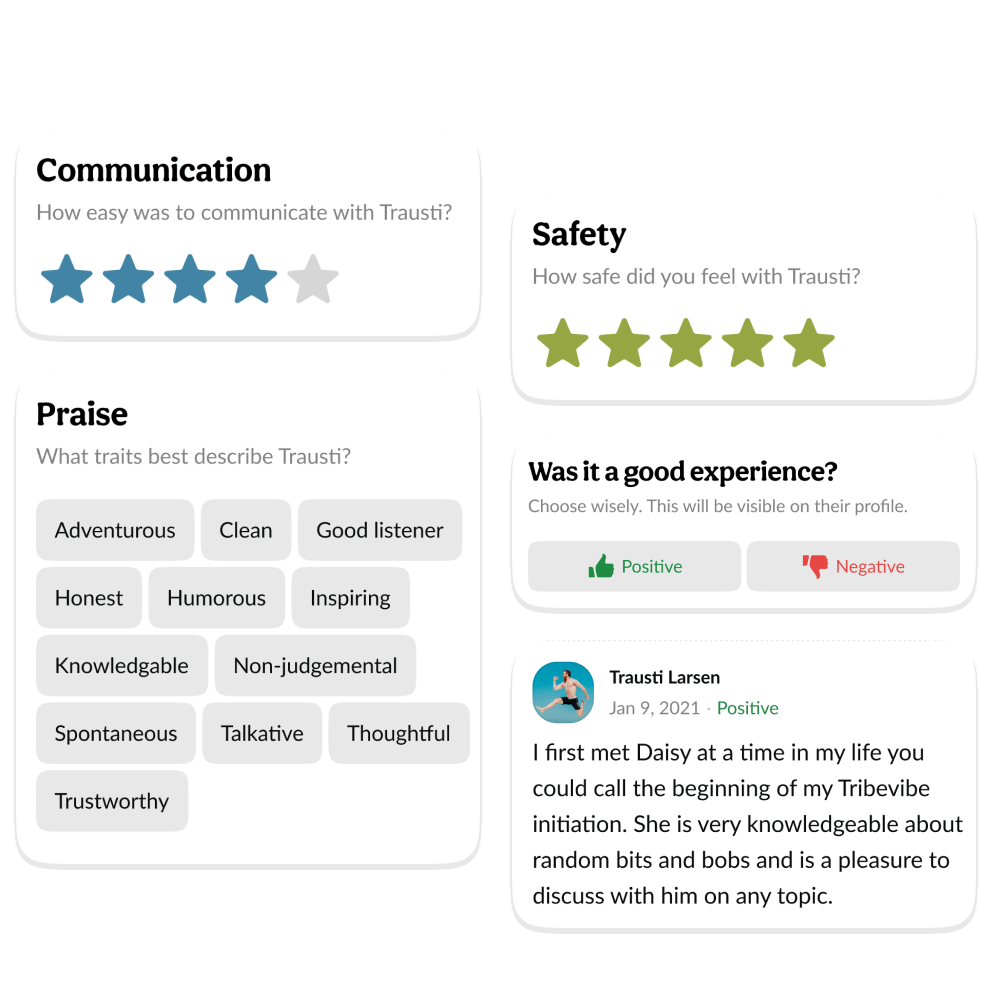 Communication
How easy was to communicate with Trausti?
Praise
What traits best describe Trausti?
Adventurous
Clean
Good listener
Honest
Humorous
Inspiring
Knowledgable
Non-judgemental
Spontaneous
Talkative
Thoughtful
Trustworthy
Safety
How safe did you feel with Trausti?
Was it a good experience?
Choose wisely. This will be visible on their profile.
Positive
Negative
Trausti Larsen
Jan 9, 2021 · Positive
I first met Daisy at a time in my life you
could call the beginning of my Tribevibe
initiation. She is very knowledgeable about
random bits and bobs and is a pleasure to
discuss with him on any topic.